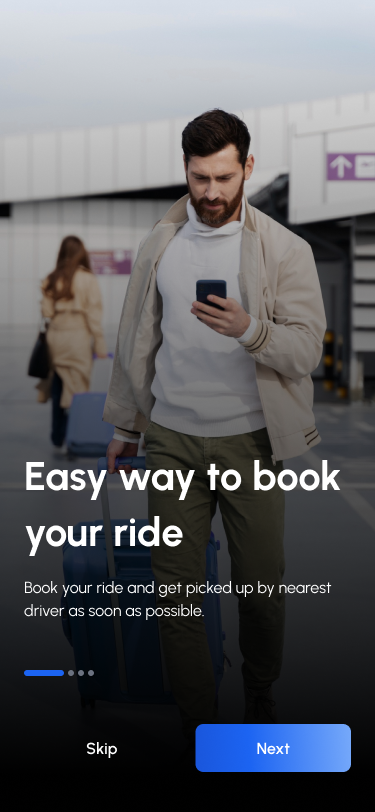 Easy way to book
your ride
Book your ride and get picked up by nearest
driver as soon as possible.
Skip
Next